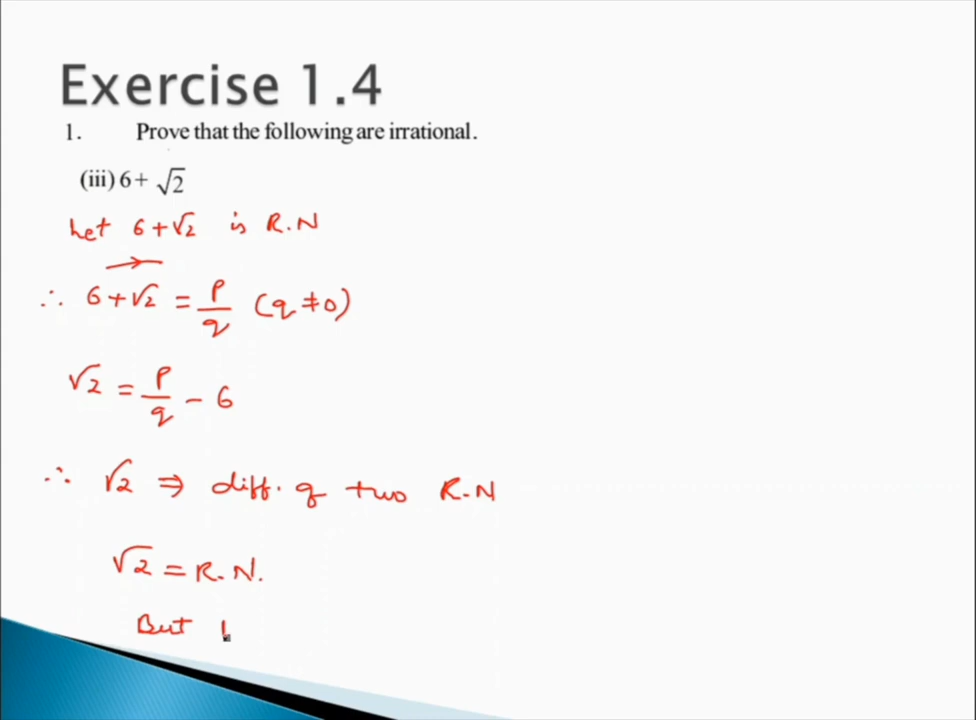 Exercise 1.4
1. Prove that the following are irrational.
(iii) 6+ √2
Let 6+√2 is R.N
∴ 6+√2 = p/q (q≠0)
√2 = p/q - 6
∴ √2 ⇒ diff. of two R.N
√2 = R.N.
But